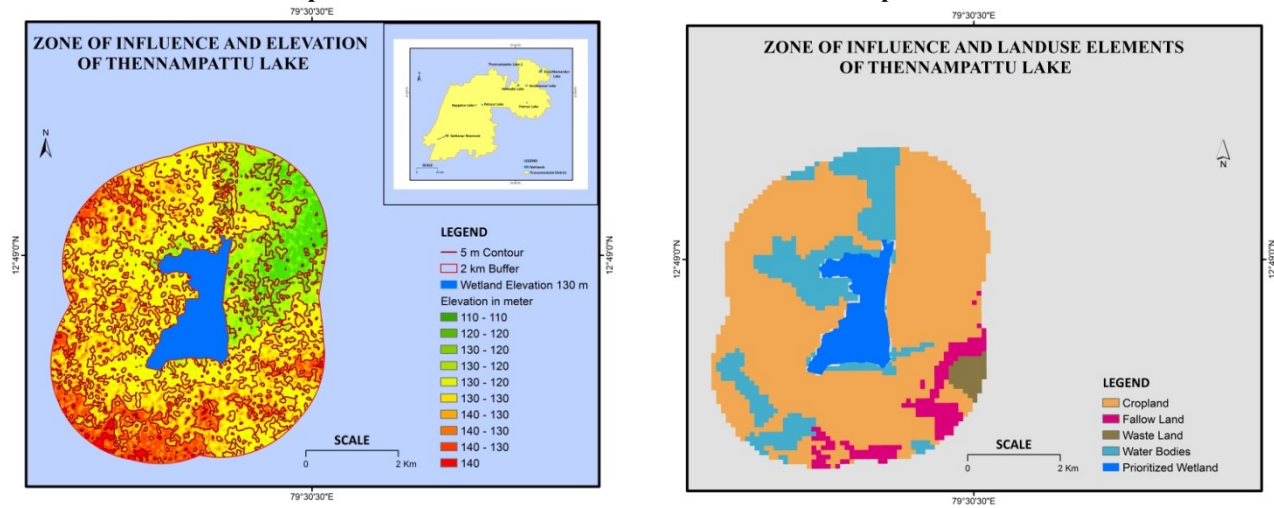 79°30'30"E
ZONE OF INFLUENCE AND ELEVATION
OF THENNAMPATTU LAKE
N
12°49'0"N
12°49'0"N
LEGEND
SCALE
LEGEND
5 m Contour
2 km Buffer
Wetland Elevation 130 m
Elevation in meter
110 - 110
120 - 120
130 - 120
130 - 120
130 - 120
130 - 130
140 - 130
140 - 130
140 - 130
140
SCALE
0 2 Km
79°30'30"E
79°30'30"E
ZONE OF INFLUENCE AND LANDUSE ELEMENTS
OF THENNAMPATTU LAKE
N
12°49'0"N
12°49'0"N
LEGEND
Cropland
Fallow Land
Waste Land
Water Bodies
Prioritized Wetland
SCALE
0 2 Km
79°30'30"E